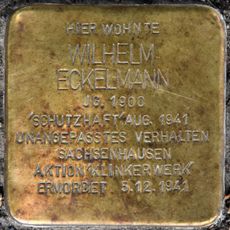 HIER WOHNTE
WILHELM
ECKELMANN
JG. 1900
'SCHUTZHAFT' AUG. 1941
UNANGEPASSTES VERHALTEN
SACHSENHAUSEN
AKTION 'KLINKERWERK'
ERMORDET 5.12.1941